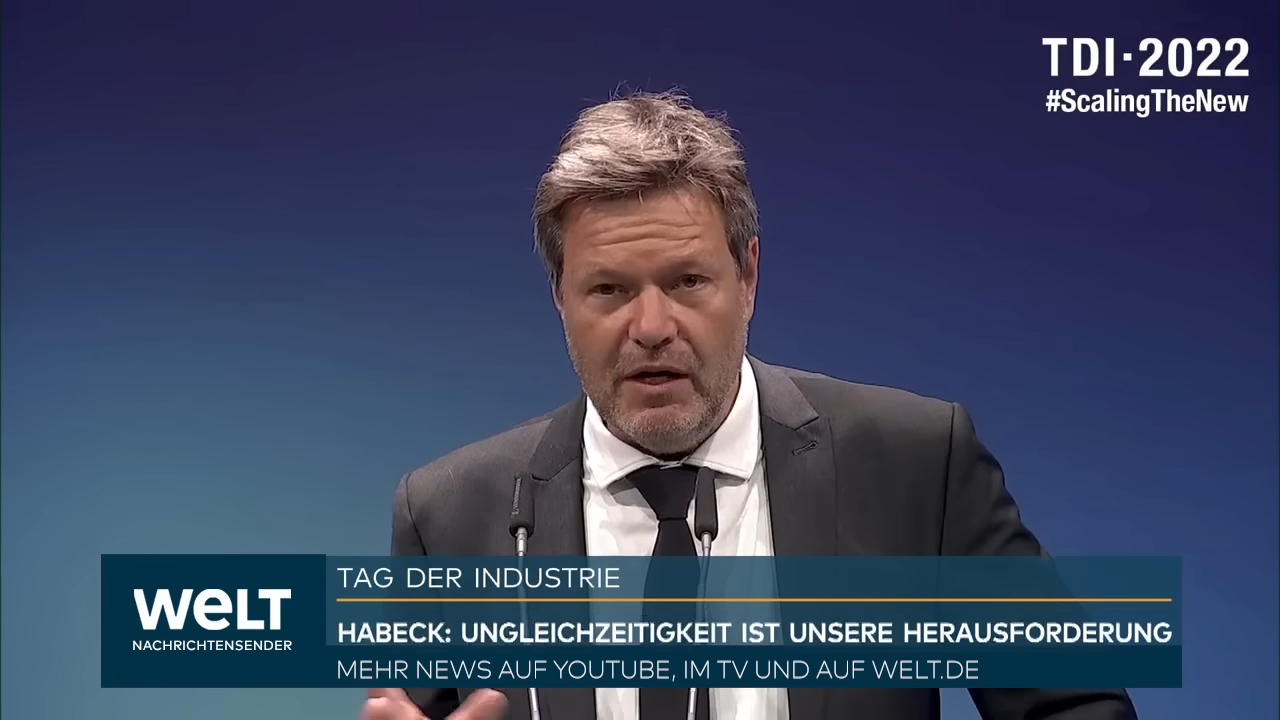 TDI·2022
#ScalingTheNew
TAG DER INDUSTRIE
welt
NACHRICHTENSENDER
HABECK: UNGLEICHZEITIGKEIT IST UNSERE HERAUSFORDERUNG
MEHR NEWS AUF YOUTUBE, IM TV UND AUF WELT.DE